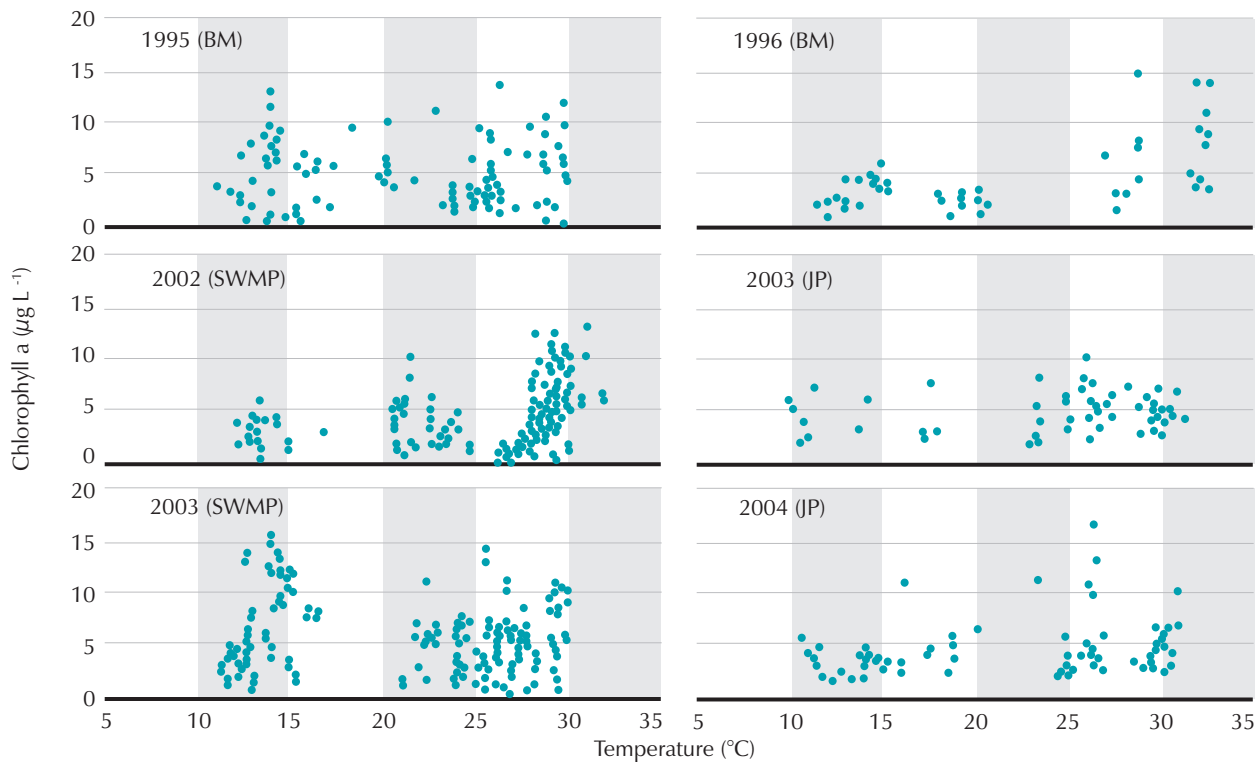 20
15
10
5
0
1995 (BM)
1996 (BM)
20
15
10
5
0
2002 (SWMP)
2003 (JP)
20
15
10
5
0
2003 (SWMP)
2004 (JP)
Chlorophyll a (µg L -1)
5 10 15 20 25 30 35 5 10 15 20 25 30 35
Temperature (°C)